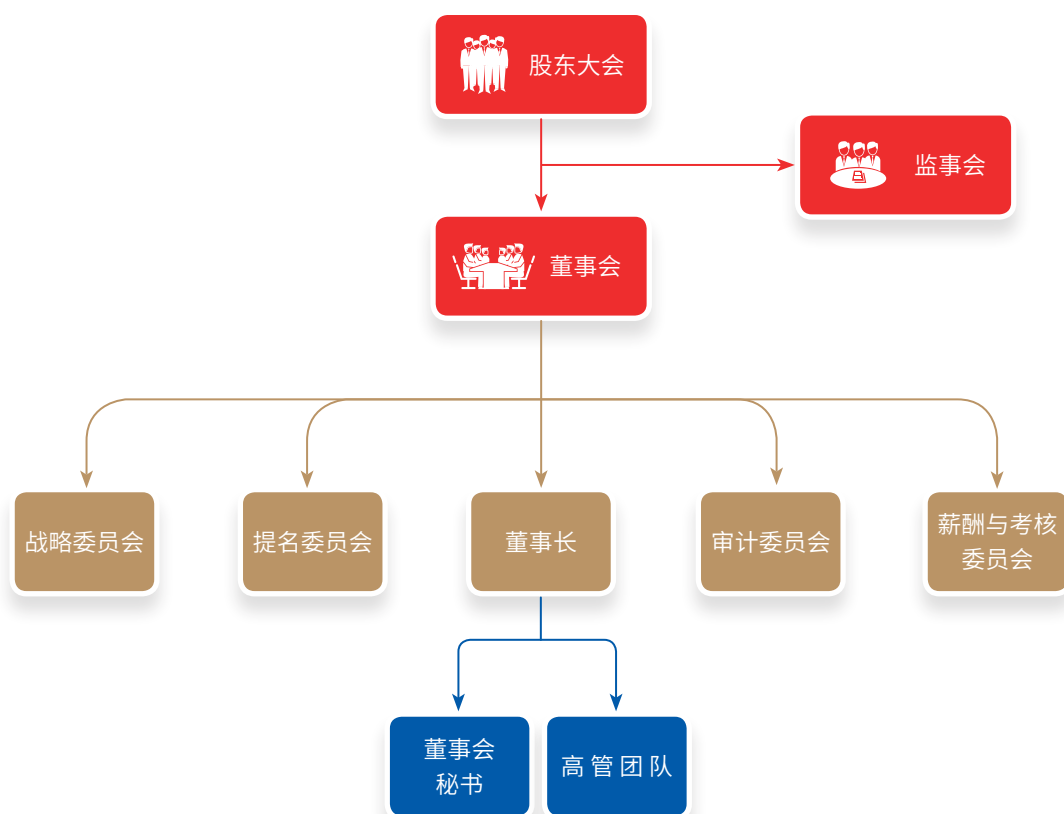 股东大会
监事会
董事会
战略委员会
提名委员会
董事长
审计委员会
薪酬与考核
委员会
董事会
秘书
高管团队